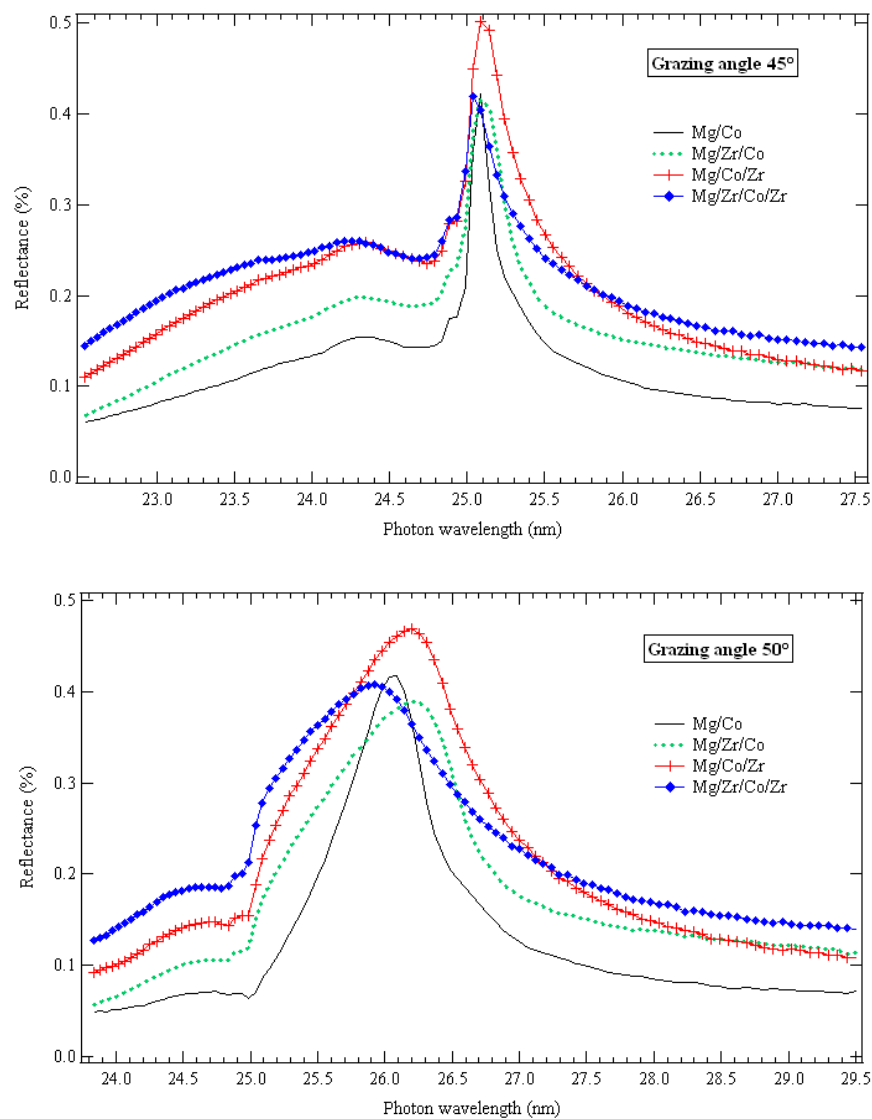 0.5
0.4
0.3
0.2
0.1
0.0
Reflectance (%)
Grazing angle 45°
Mg/Co
Mg/Zr/Co
Mg/Co/Zr
Mg/Zr/Co/Zr
23.0 23.5 24.0 24.5 25.0 25.5 26.0 26.5 27.0 27.5
Photon wavelength (nm)
0.5
0.4
0.3
0.2
0.1
0.0
Reflectance (%)
Grazing angle 50°
Mg/Co
Mg/Zr/Co
Mg/Co/Zr
Mg/Zr/Co/Zr
24.0 24.5 25.0 25.5 26.0 26.5 27.0 27.5 28.0 28.5 29.0 29.5
Photon wavelength (nm)